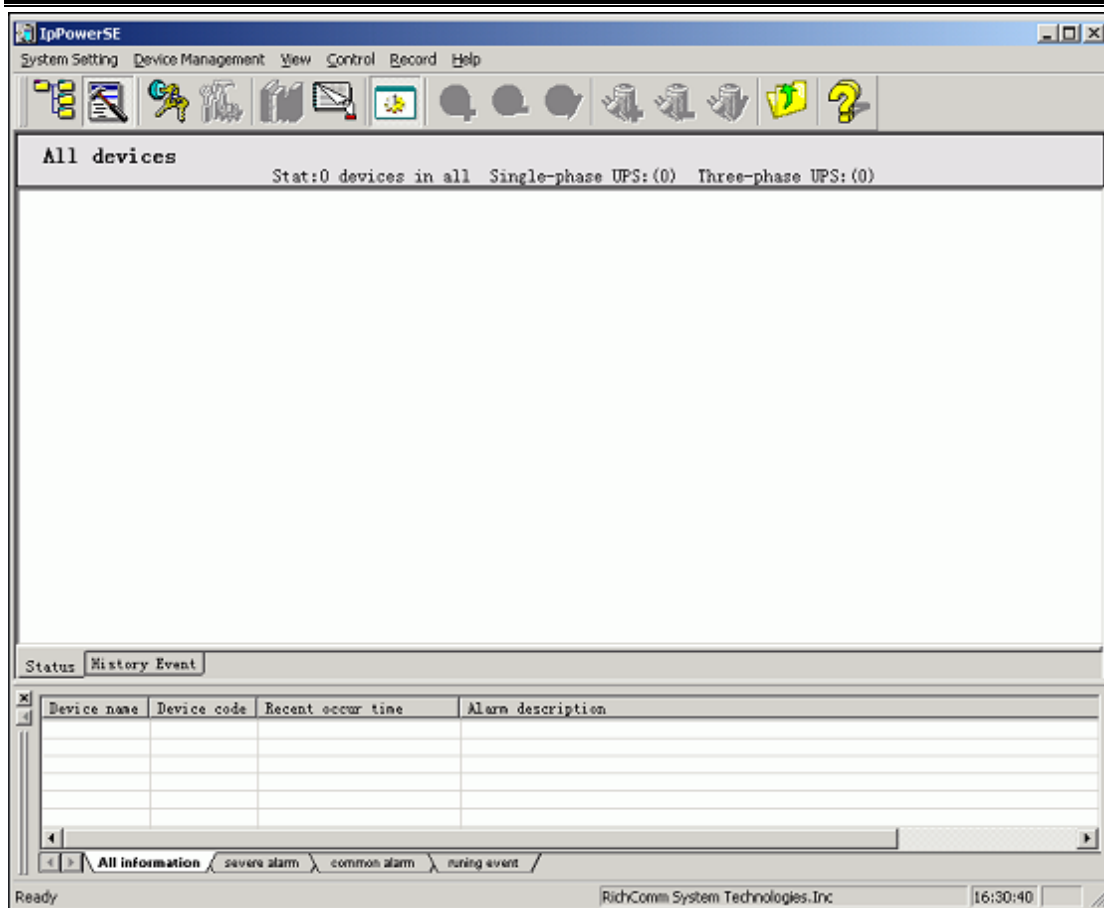 IpPowerSE
System Setting Device Management View Control Record Help
All devices
Stat:0 devices in all Single-phase UPS:(0) Three-phase UPS:(0)
Status History Event
Device name Device code Recent occur time Alarm description
All information severe alarm common alarm runing event
Ready RichComm System Technologies.Inc 16:30:40